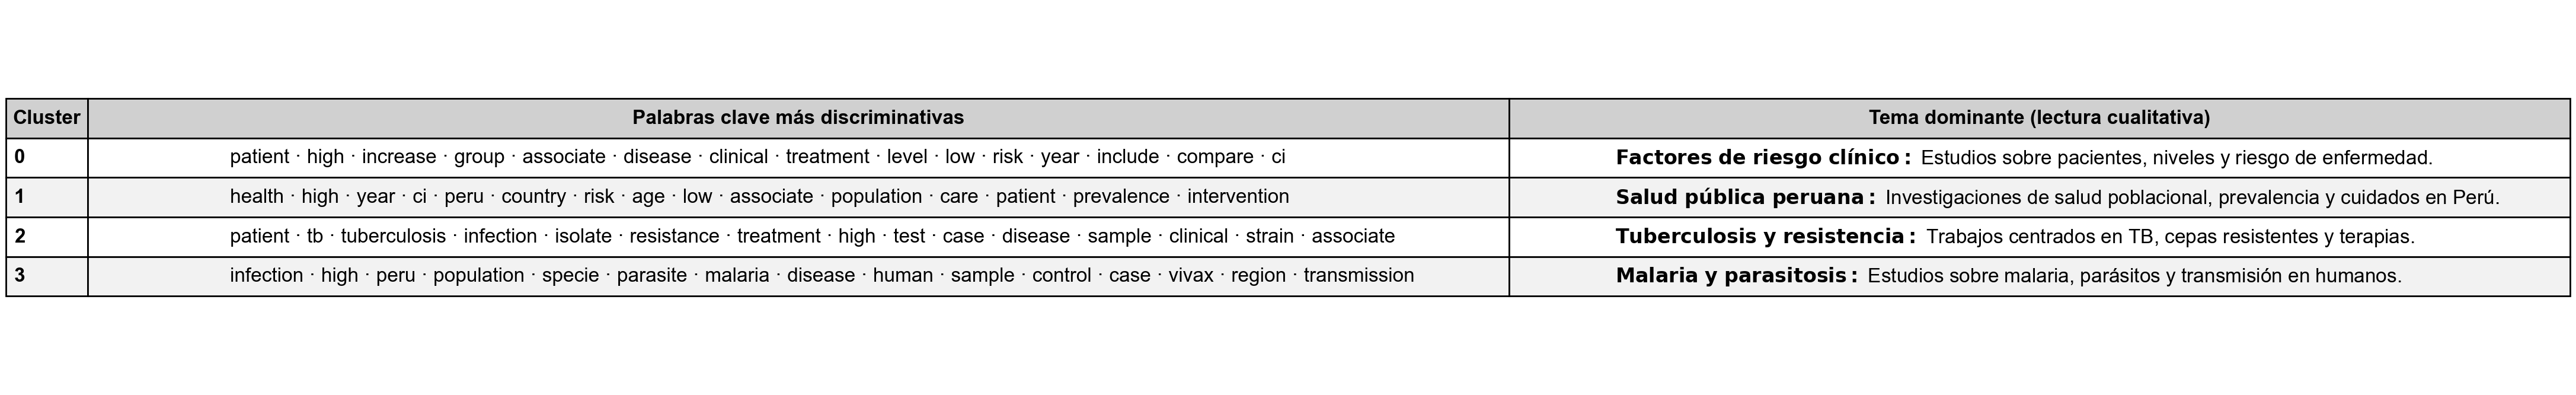 Cluster Palabras clave más discriminativas Tema dominante (lectura cualitativa)
0 patient · high · increase · group · associate · disease · clinical · treatment · level · low · risk · year · include · compare · ci Factores de riesgo clínico: Estudios sobre pacientes, niveles y riesgo de enfermedad.
1 health · high · year · ci · peru · country · risk · age · low · associate · population · care · patient · prevalence · intervention Salud pública peruana: Investigaciones de salud poblacional, prevalencia y cuidados en Perú.
2 patient · tb · tuberculosis · infection · isolate · resistance · treatment · high · test · case · disease · sample · clinical · strain · associate Tuberculosis y resistencia: Trabajos centrados en TB, cepas resistentes y terapias.
3 infection · high · peru · population · specie · parasite · malaria · disease · human · sample · control · case · vivax · region · transmission Malaria y parasitosis: Estudios sobre malaria, parásitos y transmisión en humanos.